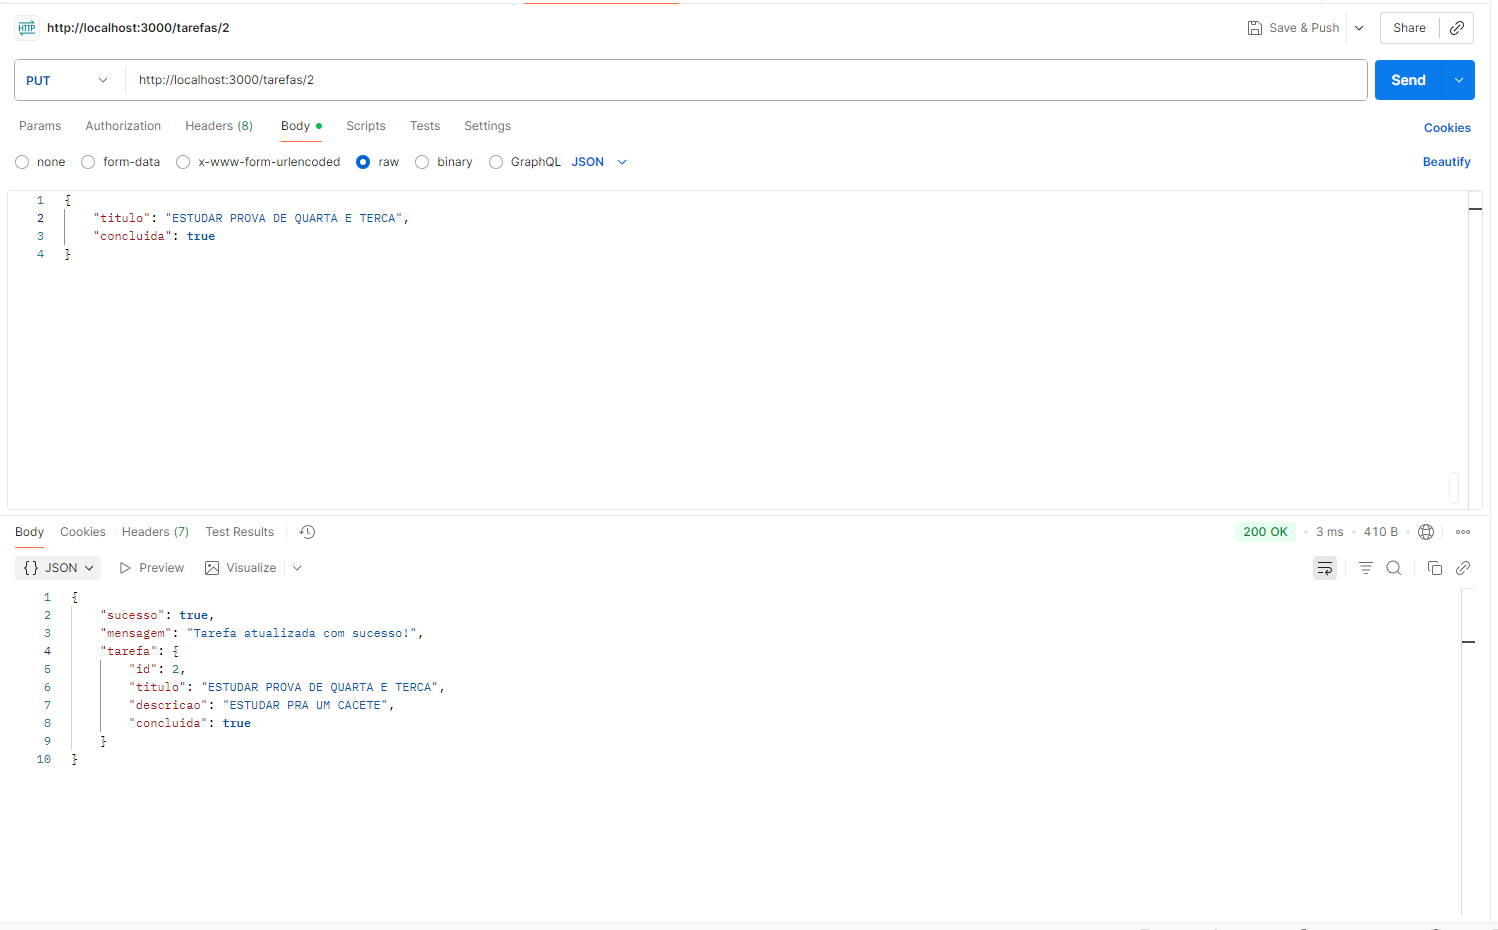 HTTP http://localhost:3000/tarefas/2 Save & Push Share
PUT http://localhost:3000/tarefas/2 Send
Params Authorization Headers (8) Body Scripts Tests Settings Cookies
none form-data x-www-form-urlencoded raw binary GraphQL JSON Beautify
1 {
2 "titulo": "ESTUDAR PROVA DE QUARTA E TERCA",
3 "concluida": true
4 }
Body Cookies Headers (7) Test Results 200 OK • 3 ms • 410 B •
{} JSON Preview Visualize
1 {
2 "sucesso": true,
3 "mensagem": "Tarefa atualizada com sucesso!",
4 "tarefa": {
5 "id": 2,
6 "titulo": "ESTUDAR PROVA DE QUARTA E TERCA",
7 "descricao": "ESTUDAR PRA UM CACETE",
8 "concluida": true
9 }
10 }